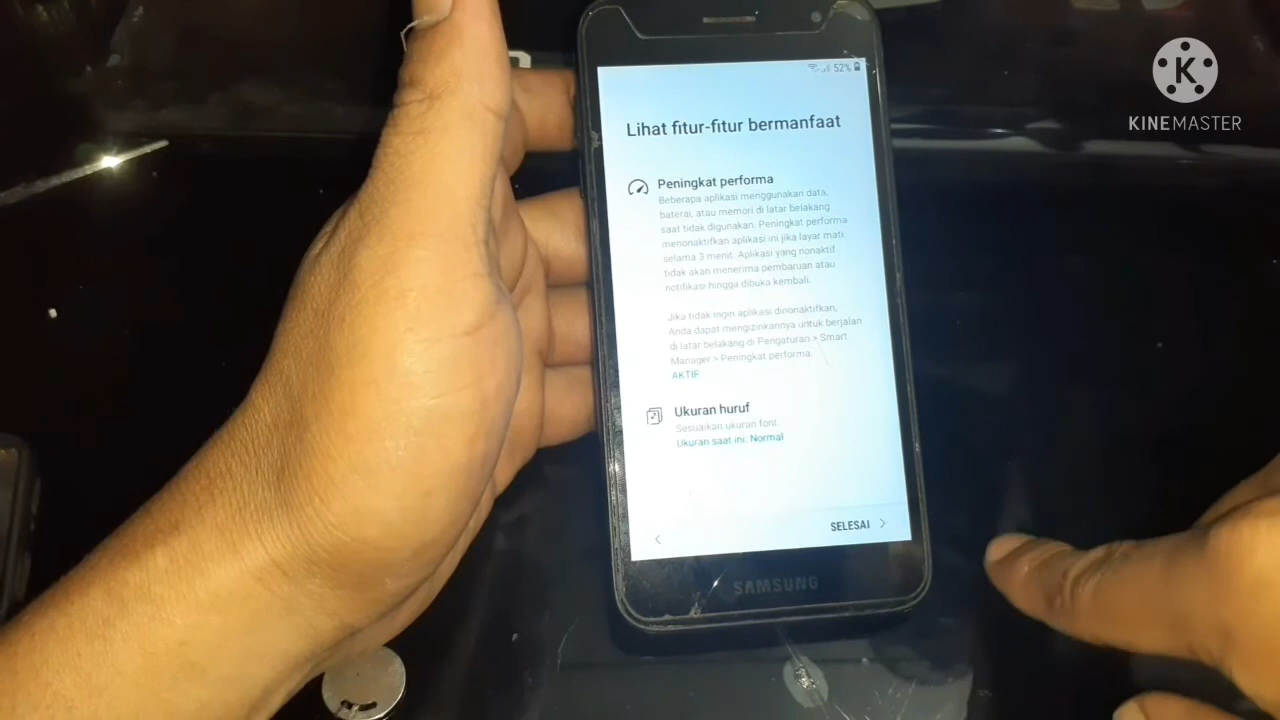 52%
Lihat fitur-fitur bermanfaat
Peningkat performa
Beberapa aplikasi menggunakan data,
baterai, atau memori di latar belakang
saat tidak digunakan. Peningkat performa
menonaktifkan aplikasi ini jika layar mati
selama 3 menit. Aplikasi yang nonaktif
tidak akan menerima pembaruan atau
notifikasi hingga dibuka kembali.
Jika tidak ingin aplikasi dinonaktifkan,
Anda dapat mengizinkannya untuk berjalan
di latar belakang di Pengaturan > Smart
Manager > Peningkat performa.
AKTIF
Ukuran huruf
Sesuaikan ukuran font.
Ukuran saat ini: Normal
SELESAI
SAMSUNG
K
KINEMASTER